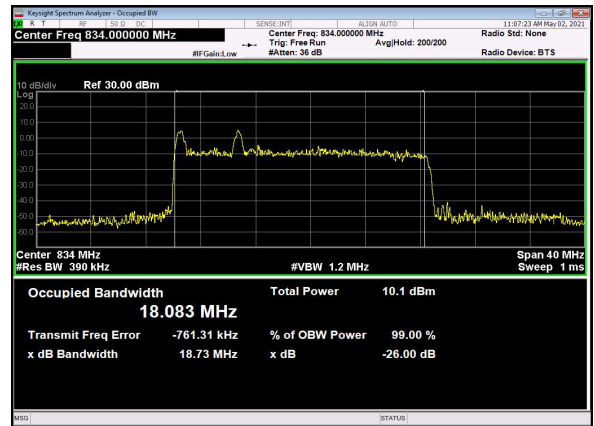 Keysight Spectrum Analyzer - Occupied BW
LXI R T RF 50 Ω DC SENSE:INT ALIGN AUTO 11:07:23 AM May 02, 2021
Center Freq 834.000000 MHz Center Freq: 834.000000 MHz Radio Std: None
Trig: Free Run Avg|Hold: 200/200
#IFGain:Low #Atten: 36 dB Radio Device: BTS
10 dB/div Ref 30.00 dBm
Log
20.0
10.0
0.00
-10.0
-20.0
-30.0
-40.0
-50.0
-60.0
Center 834 MHz Span 40 MHz
#Res BW 390 kHz #VBW 1.2 MHz Sweep 1 ms
Occupied Bandwidth Total Power 10.1 dBm
18.083 MHz
Transmit Freq Error -761.31 kHz % of OBW Power 99.00 %
x dB Bandwidth 18.73 MHz x dB -26.00 dB
MSG STATUS